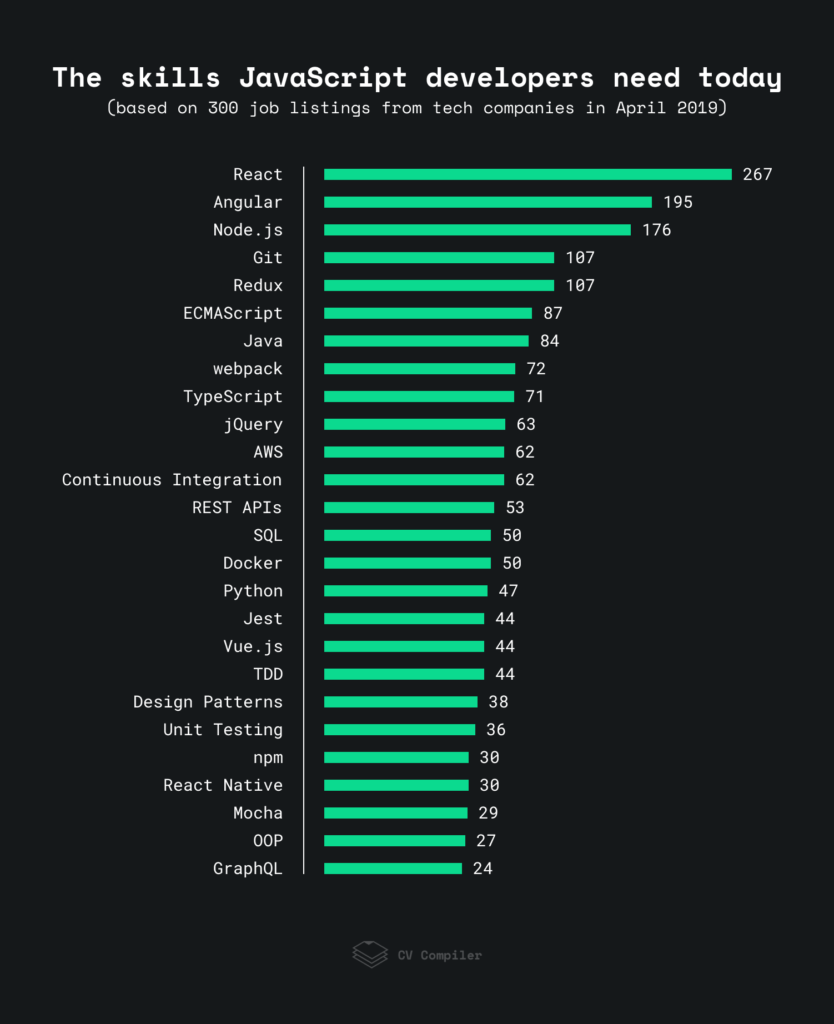 The skills JavaScript developers need today
(based on 300 job listings from tech companies in April 2019)
React 267
Angular 195
Node.js 176
Git 107
Redux 107
ECMAScript 87
Java 84
webpack 72
TypeScript 71
jQuery 63
AWS 62
Continuous Integration 62
REST APIs 53
SQL 50
Docker 50
Python 47
Jest 44
Vue.js 44
TDD 44
Design Patterns 38
Unit Testing 36
npm 30
React Native 30
Mocha 29
OOP 27
GraphQL 24
CV Compiler